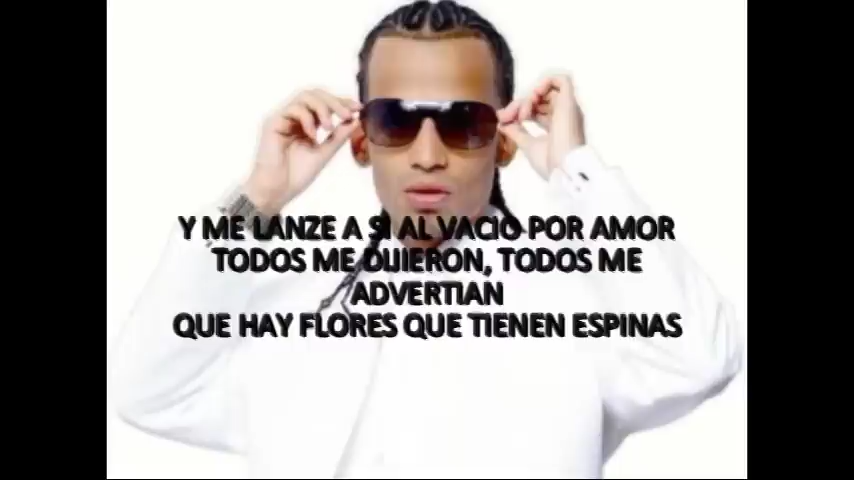 Y ME LANZE A SI AL VACIO POR AMOR
TODOS ME DIJIERON, TODOS ME
ADVERTIAN
QUE HAY FLORES QUE TIENEN ESPINAS